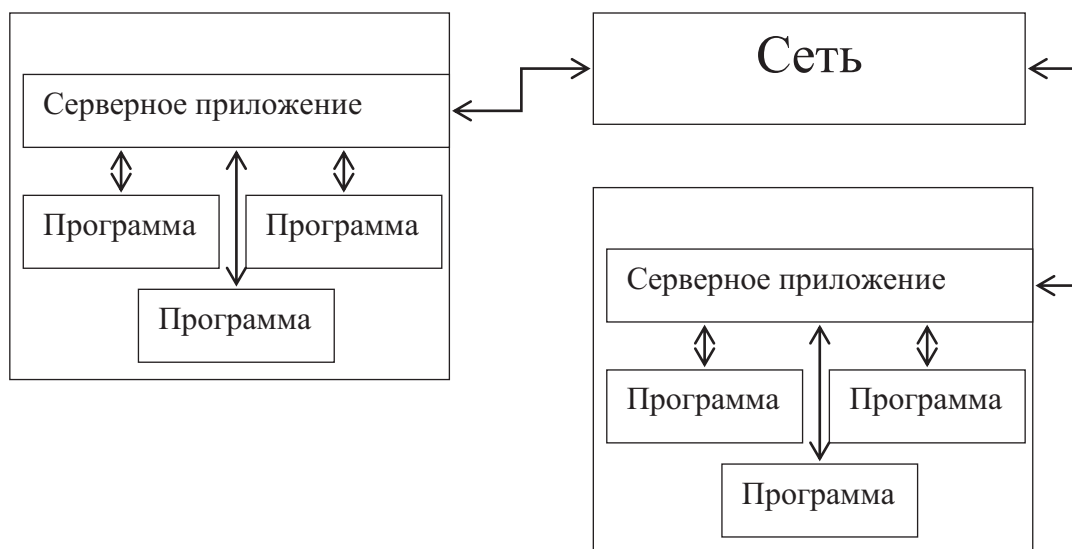 Сеть
Серверное приложение
Программа
Программа
Программа
Серверное приложение
Программа
Программа
Программа